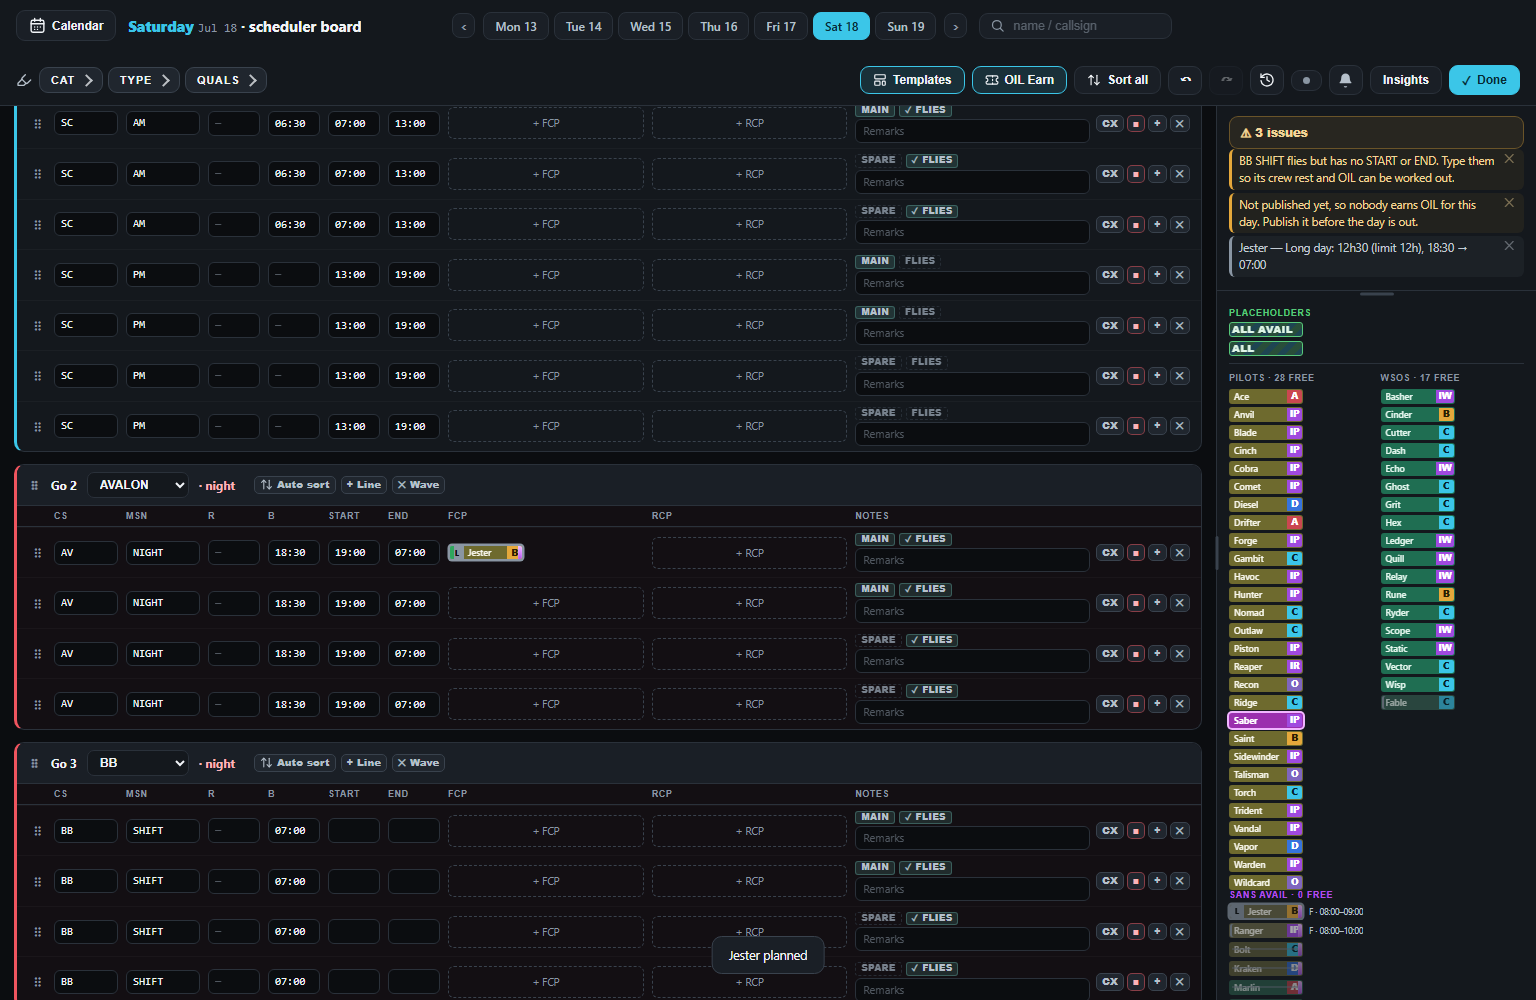 Calendar
Saturday Jul 18 · scheduler board
‹ Mon 13 Tue 14 Wed 15 Thu 16 Fri 17 Sat 18 Sun 19 ›
name / callsign
CAT TYPE QUALS
Templates OIL Earn Sort all Insights ✓ Done
SC AM – 06:30 07:00 13:00 + FCP + RCP MAIN ✓ FLIES Remarks CX ■ + ✕
SC AM – 06:30 07:00 13:00 + FCP + RCP SPARE ✓ FLIES Remarks CX ■ + ✕
SC AM – 06:30 07:00 13:00 + FCP + RCP SPARE ✓ FLIES Remarks CX ■ + ✕
SC PM – – 13:00 19:00 + FCP + RCP MAIN FLIES Remarks CX ■ + ✕
SC PM – – 13:00 19:00 + FCP + RCP MAIN FLIES Remarks CX ■ + ✕
SC PM – – 13:00 19:00 + FCP + RCP SPARE FLIES Remarks CX ■ + ✕
SC PM – – 13:00 19:00 + FCP + RCP SPARE FLIES Remarks CX ■ + ✕
Go 2 AVALON · night Auto sort + Line ✕ Wave
CS MSN R B START END FCP RCP NOTES
AV NIGHT – 18:30 19:00 07:00 L Jester B + RCP MAIN ✓ FLIES Remarks CX ■ + ✕
AV NIGHT – 18:30 19:00 07:00 + FCP + RCP MAIN ✓ FLIES Remarks CX ■ + ✕
AV NIGHT – 18:30 19:00 07:00 + FCP + RCP SPARE ✓ FLIES Remarks CX ■ + ✕
AV NIGHT – 18:30 19:00 07:00 + FCP + RCP SPARE ✓ FLIES Remarks CX ■ + ✕
Go 3 BB · night Auto sort + Line ✕ Wave
CS MSN R B START END FCP RCP NOTES
BB SHIFT – 07:00 + FCP + RCP MAIN ✓ FLIES Remarks CX ■ + ✕
BB SHIFT – 07:00 + FCP + RCP MAIN ✓ FLIES Remarks CX ■ + ✕
BB SHIFT – 07:00 + FCP + RCP SPARE ✓ FLIES Remarks CX ■ + ✕
BB SHIFT – 07:00 + FCP + RCP SPARE ✓ FLIES Remarks CX ■ + ✕
Jester planned
⚠ 3 issues
BB SHIFT flies but has no START or END. Type them
so its crew rest and OIL can be worked out.
Not published yet, so nobody earns OIL for this
day. Publish it before the day is out.
Jester — Long day: 12h30 (limit 12h), 18:30 →
07:00
PLACEHOLDERS
ALL AVAIL
ALL
PILOTS · 28 FREE
Ace A
Anvil IP
Blade IP
Cinch IP
Cobra IP
Comet IP
Diesel D
Drifter A
Forge IP
Gambit C
Havoc IP
Hunter IP
Nomad C
Outlaw C
Piston IP
Reaper IR
Recon O
Ridge C
Saber IP
Saint B
Sidewinder IP
Talisman O
Torch C
Trident IP
Vandal IP
Vapor D
Warden IP
Wildcard O
WSOS · 17 FREE
Basher IW
Cinder B
Cutter C
Dash C
Echo IW
Ghost C
Grit C
Hex C
Ledger IW
Quill IW
Relay IW
Rune B
Ryder C
Scope IW
Static IW
Vector C
Wisp C
Fable C
SANS AVAIL · 0 FREE
L Jester B F · 08:00–09:00
Ranger IP F · 08:00–10:00
Bolt C
Kraken D
Marlin A